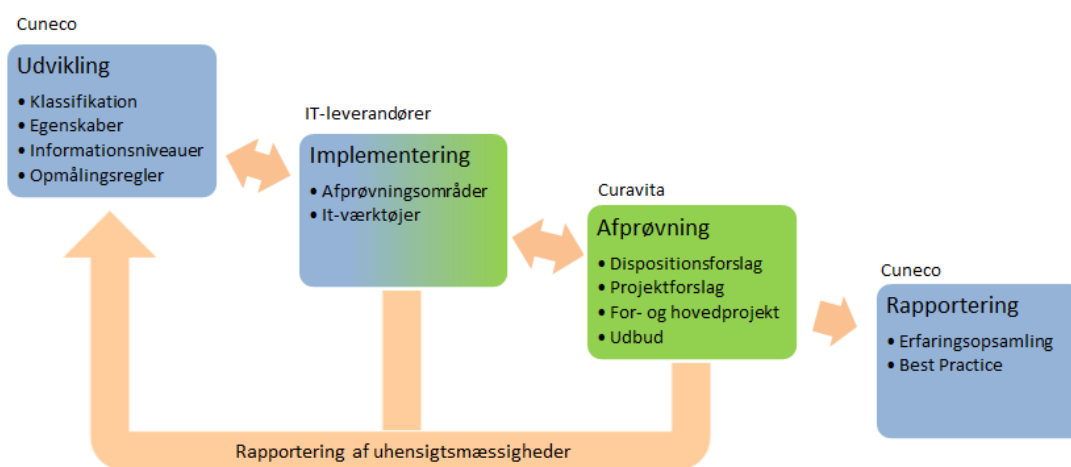 Cuneco
Udvikling
• Klassifikation
• Egenskaber
• Informationsniveauer
• Opmålingsregler
IT-leverandører
Implementering
• Afprøvningsområder
• It-værktøjer
Curavita
Afprøvning
• Dispositionsforslag
• Projektforslag
• For- og hovedprojekt
• Udbud
Cuneco
Rapportering
• Erfaringsopsamling
• Best Practice
Rapportering af uhensigtsmæssigheder